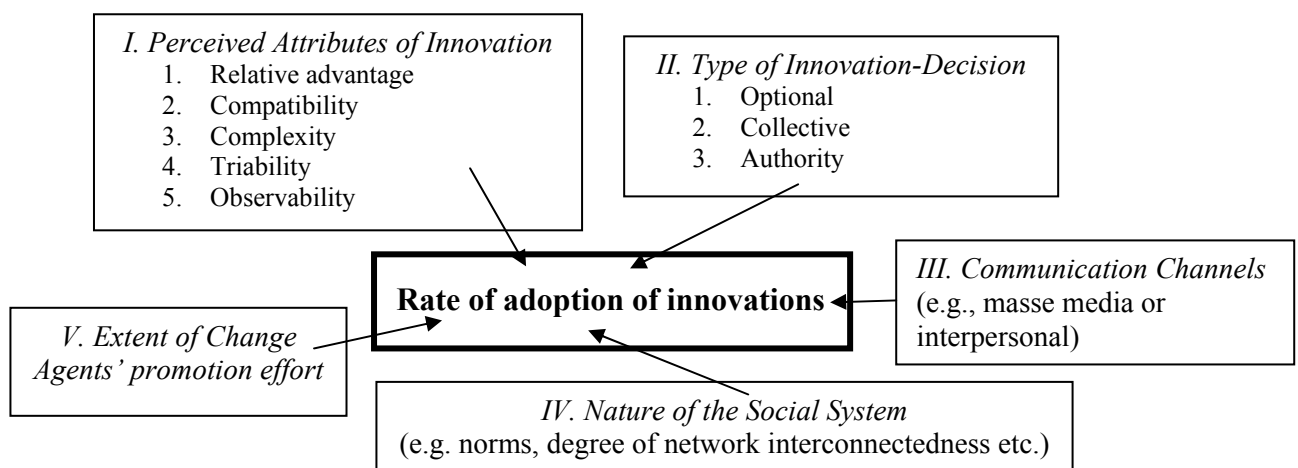 I. Perceived Attributes of Innovation
1. Relative advantage
2. Compatibility
3. Complexity
4. Triability
5. Observability
II. Type of Innovation-Decision
1. Optional
2. Collective
3. Authority
III. Communication Channels
(e.g., masse media or
interpersonal)
Rate of adoption of innovations
V. Extent of Change
Agents’ promotion effort
IV. Nature of the Social System
(e.g. norms, degree of network interconnectedness etc.)